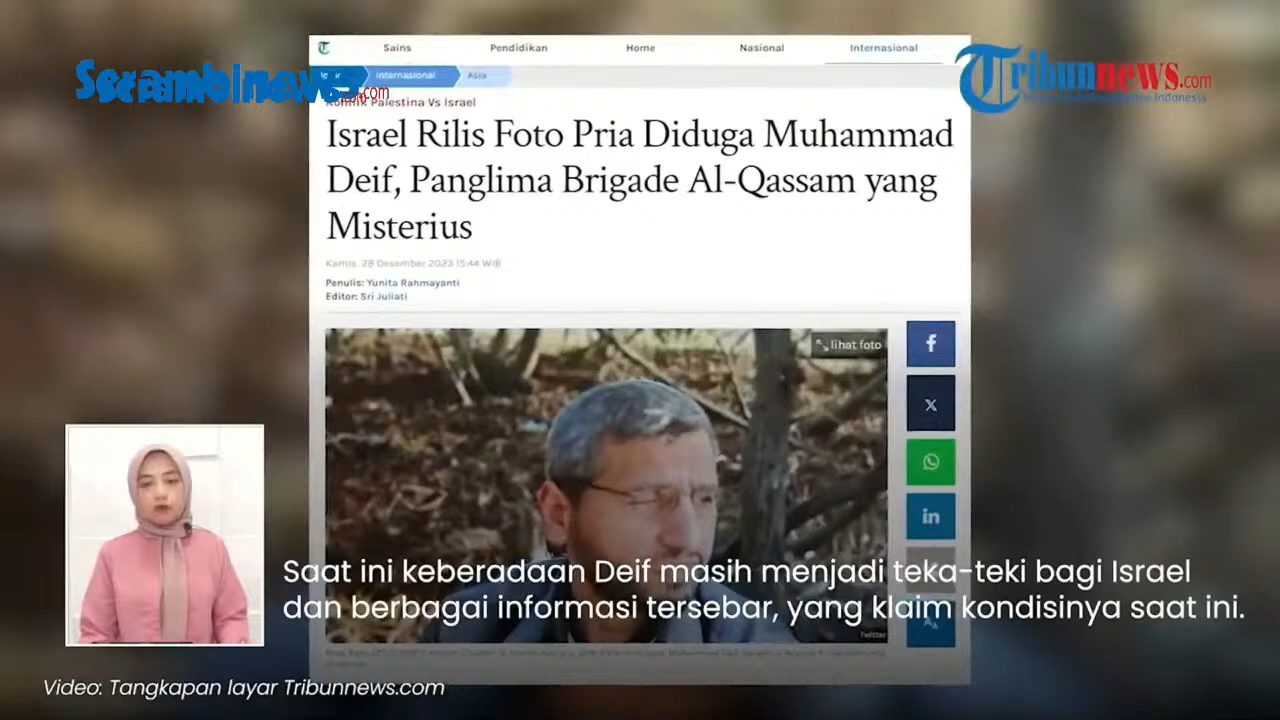 Sains Pendidikan Home Nasional Internasional
Internasional Asia
Serambinews.com
Tribunnews.com
Konflik Palestina Vs Israel
Israel Rilis Foto Pria Diduga Muhammad
Deif, Panglima Brigade Al-Qassam yang
Misterius
Kamis, 28 Desember 2023 15:44 WIB
Penulis: Yunita Rahmayanti
Editor: Sri Juliati
lihat foto
Saat ini keberadaan Deif masih menjadi teka-teki bagi Israel
dan berbagai informasi tersebar, yang klaim kondisinya saat ini.
Twitter
Video: Tangkapan layar Tribunnews.com